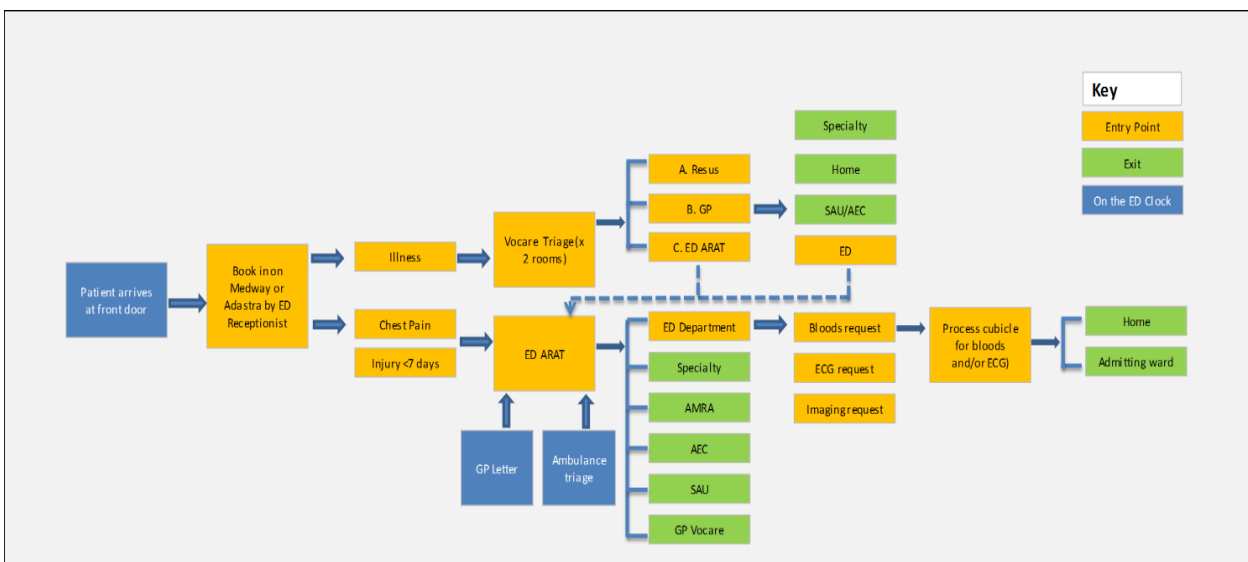 Key
Entry Point
Exit
On the ED Clock
Patient arrives
at front door
Book in on
Medway or
Adastra by ED
Receptionist
Illness
Chest Pain
Injury <7 days
Vocare Triage(x
2 rooms)
ED ARAT
GP Letter
Ambulance
triage
A. Resus
B. GP
C. ED ARAT
Specialty
Home
SAU/AEC
ED
ED Department
Specialty
AMRA
AEC
SAU
GP Vocare
Bloods request
ECG request
Imaging request
Process cubicle
for bloods
and/or ECG)
Home
Admitting ward